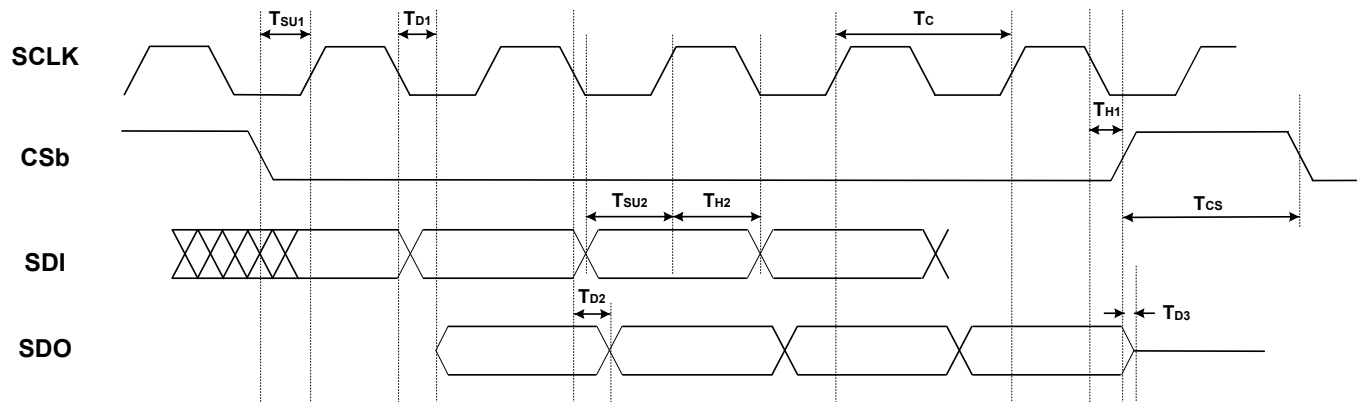 TSU1 TD1 TC
SCLK
TH1
CSb
TSU2 TH2 TCS
SDI
TD2
TD3
SDO